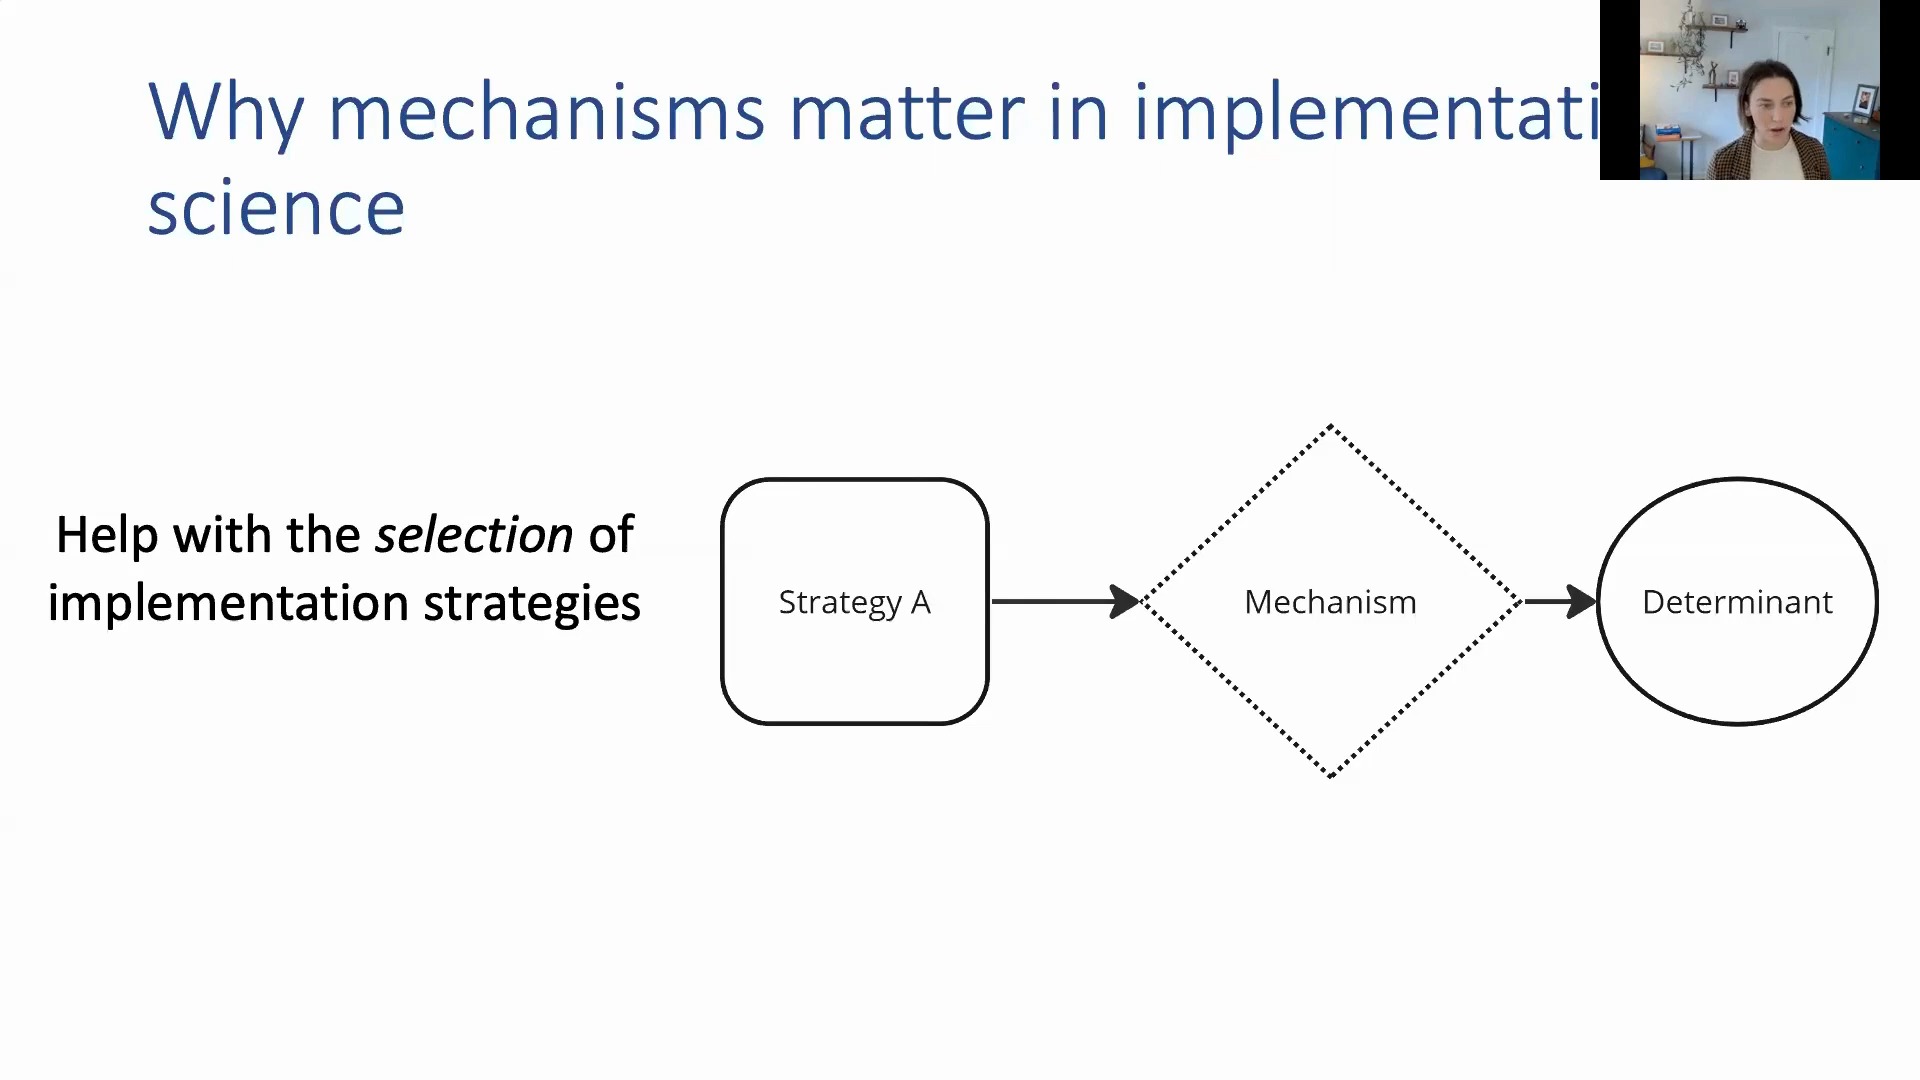 Why mechanisms matter in implementati
science
Help with the selection of
implementation strategies
Strategy A
Mechanism
Determinant